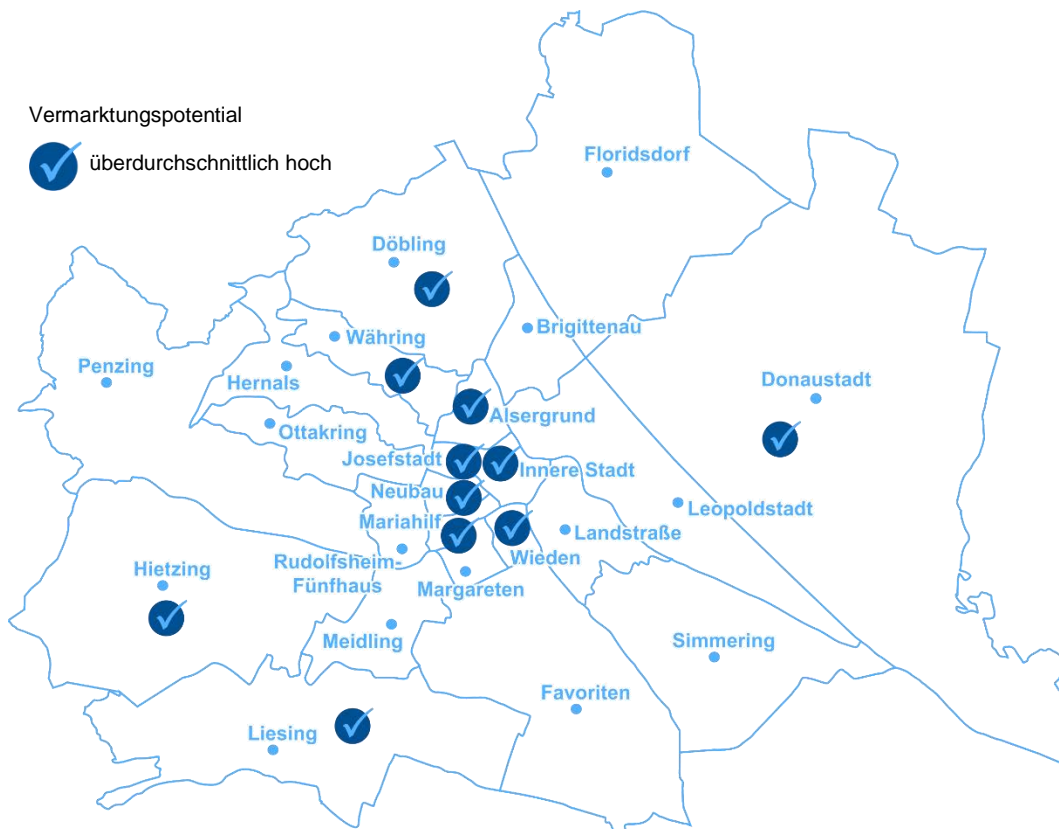 Vermarktungspotential
überdurchschnittlich hoch
Floridsdorf
Döbling
Brigittenau
Währing
Penzing
Hernals
Donaustadt
Alsergrund
Ottakring
Josefstadt
Innere Stadt
Neubau
Leopoldstadt
Mariahilf
Landstraße
Rudolfsheim-
Fünfhaus
Wieden
Hietzing
Margareten
Meidling
Simmering
Favoriten
Liesing